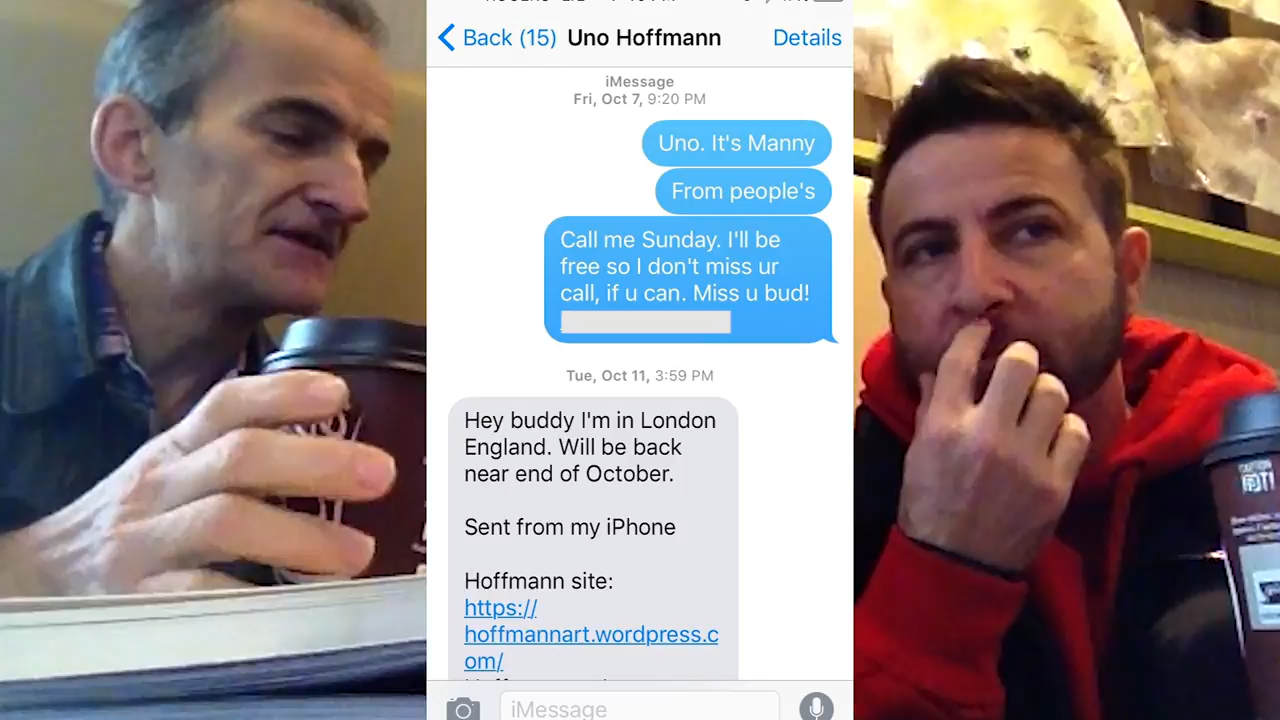 Back (15) Uno Hoffmann Details
iMessage
Fri, Oct 7, 9:20 PM
Uno. It's Manny
From people's
Call me Sunday. I'll be
free so I don't miss ur
call, if u can. Miss u bud!
Tue, Oct 11, 3:59 PM
Hey buddy I'm in London
England. Will be back
near end of October.
Sent from my iPhone
Hoffmann site:
https://
hoffmannart.wordpress.c
om/
iMessage